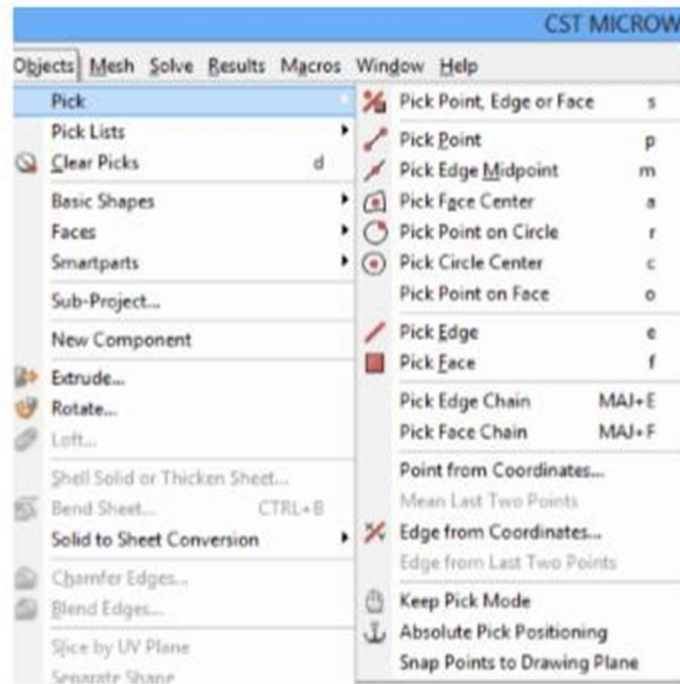 CST MICROW
Objects Mesh Solve Results Macros Window Help
Pick
Pick Lists
Clear Picks d
Basic Shapes
Faces
Smartparts
Sub-Project...
New Component
Extrude...
Rotate...
Loft...
Shell Solid or Thicken Sheet...
Bend Sheet... CTRL+B
Solid to Sheet Conversion
Chamfer Edges...
Blend Edges...
Slice by UV Plane
Separate Shape
Pick Point, Edge or Face s
Pick Point p
Pick Edge Midpoint m
Pick Face Center a
Pick Point on Circle r
Pick Circle Center c
Pick Point on Face o
Pick Edge e
Pick Face f
Pick Edge Chain MAJ+E
Pick Face Chain MAJ+F
Point from Coordinates...
Mean Last Two Points
Edge from Coordinates...
Edge from Last Two Points
Keep Pick Mode
Absolute Pick Positioning
Snap Points to Drawing Plane